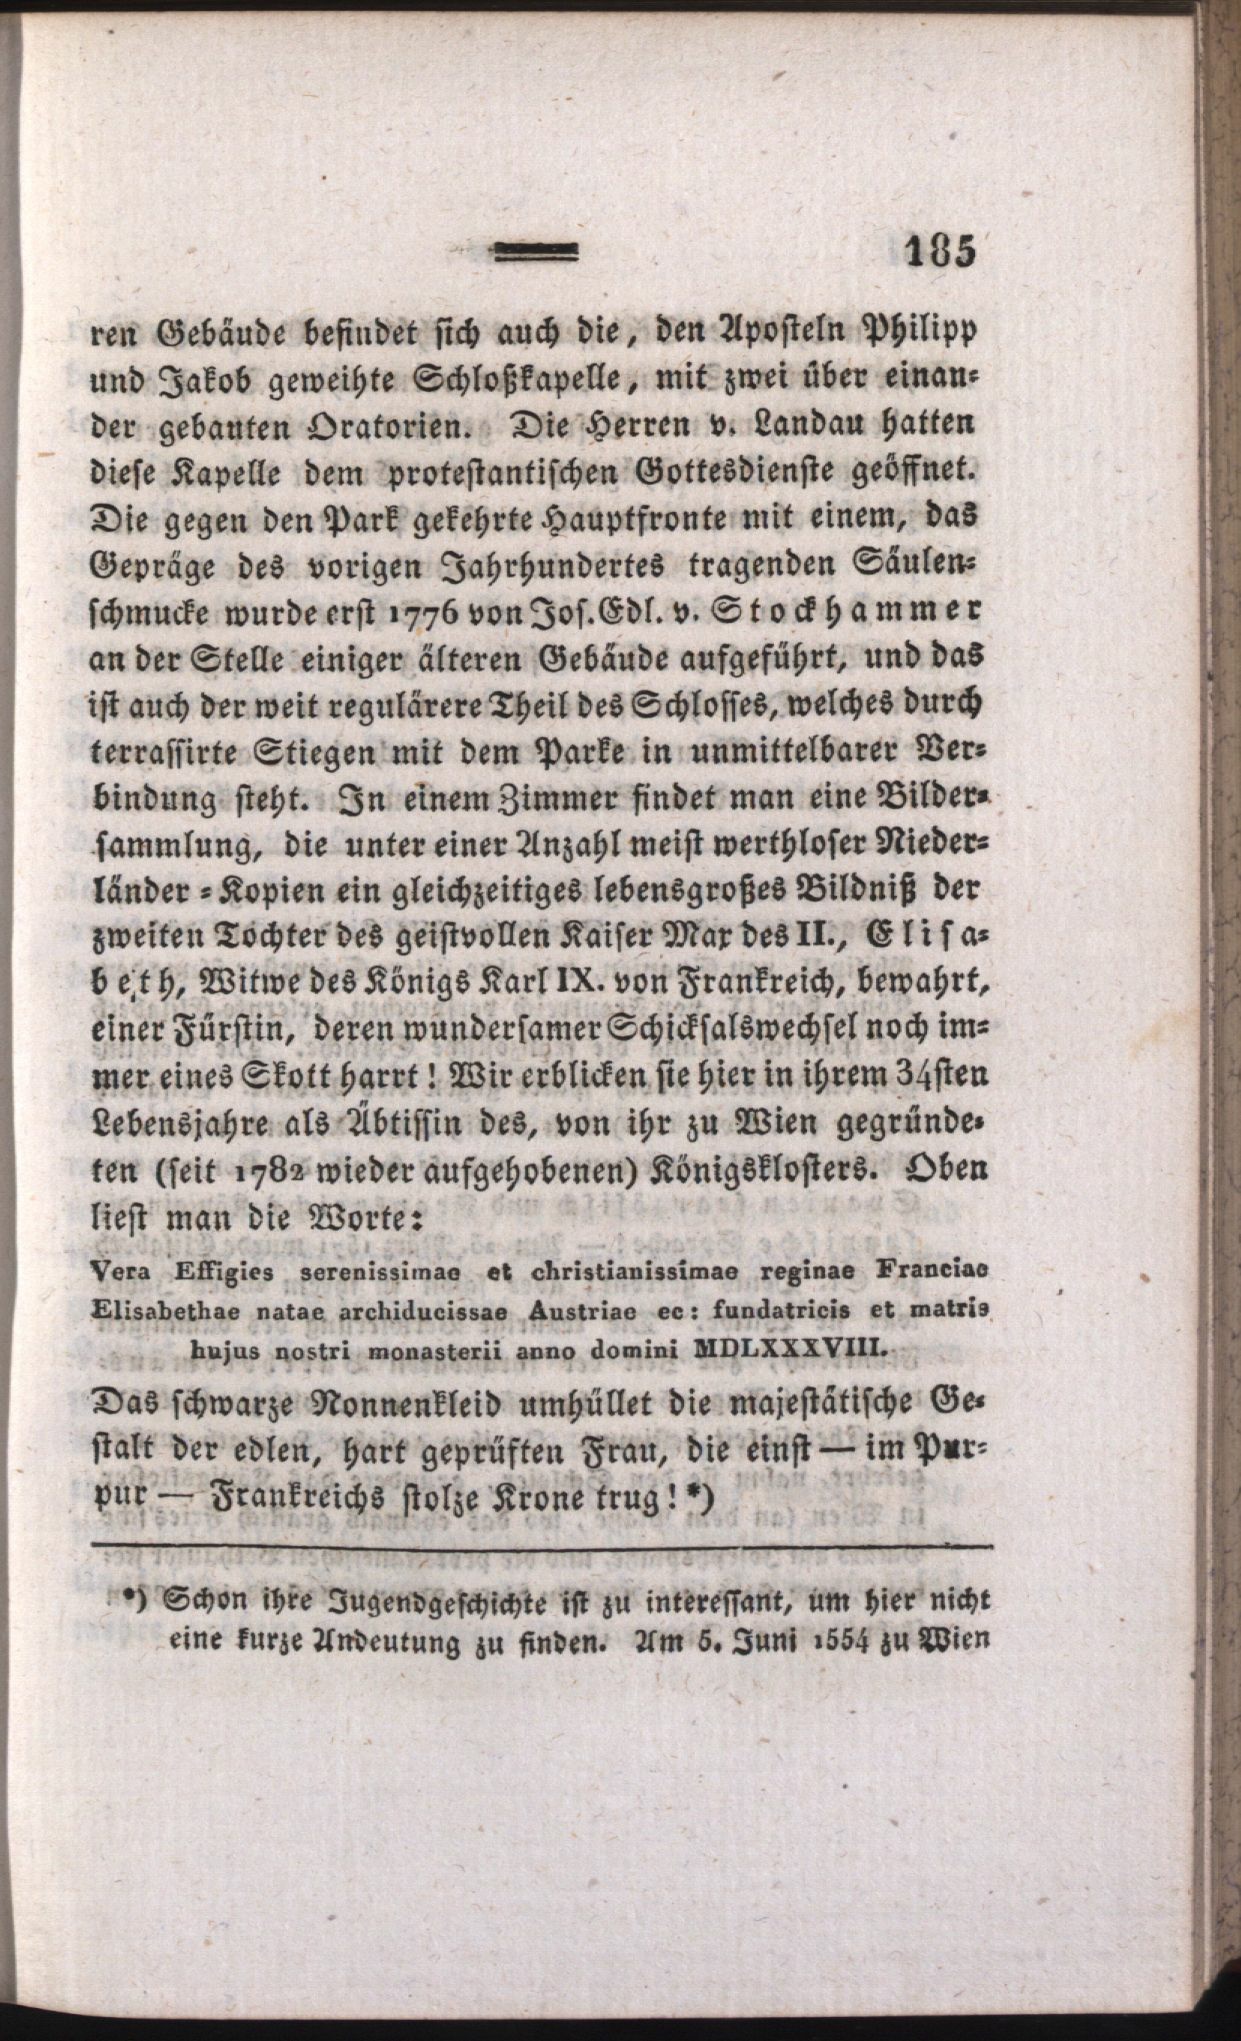 185
ren Gebäude befindet sich auch die, den Aposteln Philipp
und Jakob geweihte Schloßkapelle, mit zwei über einan-
der gebauten Oratorien. Die Herren v. Landau hatten
diese Kapelle dem protestantischen Gottesdienste geöffnet.
Die gegen den Park gekehrte Hauptfronte mit einem, das
Gepräge des vorigen Jahrhundertes tragenden Säulen-
schmucke wurde erst 1776 von Jos. Edl. v. Stockhammer
an der Stelle einiger älteren Gebäude aufgeführt, und das
ist auch der weit regulärere Theil des Schlosses, welches durch
terrassirte Stiegen mit dem Parke in unmittelbarer Ver-
bindung steht. In einem Zimmer findet man eine Bilder-
sammlung, die unter einer Anzahl meist werthloser Nieder-
länder-Kopien ein gleichzeitiges lebensgroßes Bildniß der
zweiten Tochter des geistvollen Kaiser Max des II., Elisa-
beth, Witwe des Königs Karl IX. von Frankreich, bewahrt,
einer Fürstin, deren wundersamer Schicksalswechsel noch im-
mer eines Skott harrt! Wir erblicken sie hier in ihrem 34sten
Lebensjahre als Äbtissin des, von ihr zu Wien gegründe-
ten (seit 1782 wieder aufgehobenen) Königsklosters. Oben
liest man die Worte:
Vera Effigies serenissimae et christianissimae reginae Franciae
Elisabethae natae archiducissae Austriae ec: fundatricis et matris
hujus nostri monasterii anno domini MDLXXXVIII.
Das schwarze Nonnenkleid umhüllet die majestätische Ge-
stalt der edlen, hart geprüften Frau, die einst — im Pur-
pur — Frankreichs stolze Krone trug! *)
*) Schon ihre Jugendgeschichte ist zu interessant, um hier nicht
eine kurze Andeutung zu finden. Am 5. Juni 1554 zu Wien